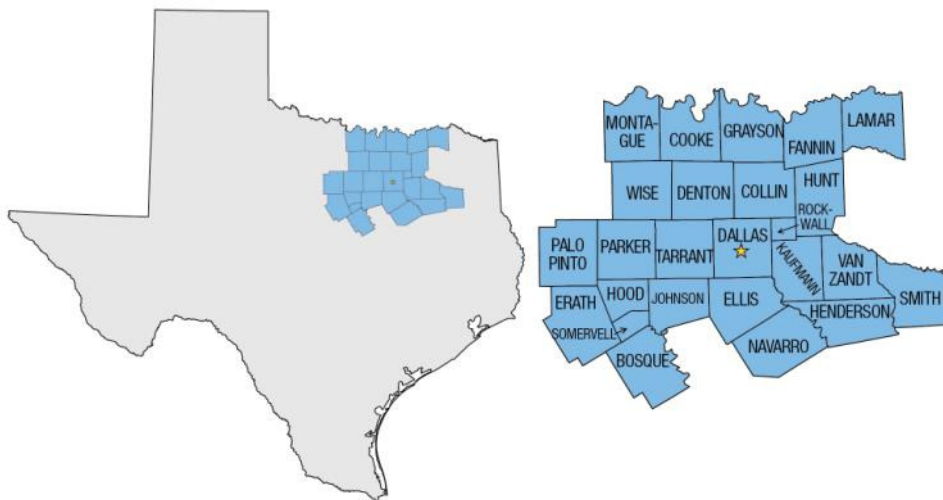 MONTA-
GUE
COOKE
GRAYSON
FANNIN
LAMAR
WISE
DENTON
COLLIN
HUNT
ROCK-
WALL
PALO
PINTO
PARKER
TARRANT
DALLAS
KAUFMANN
VAN
ZANDT
SMITH
ERATH
HOOD
JOHNSON
ELLIS
HENDERSON
SOMERVELL
BOSQUE
NAVARRO